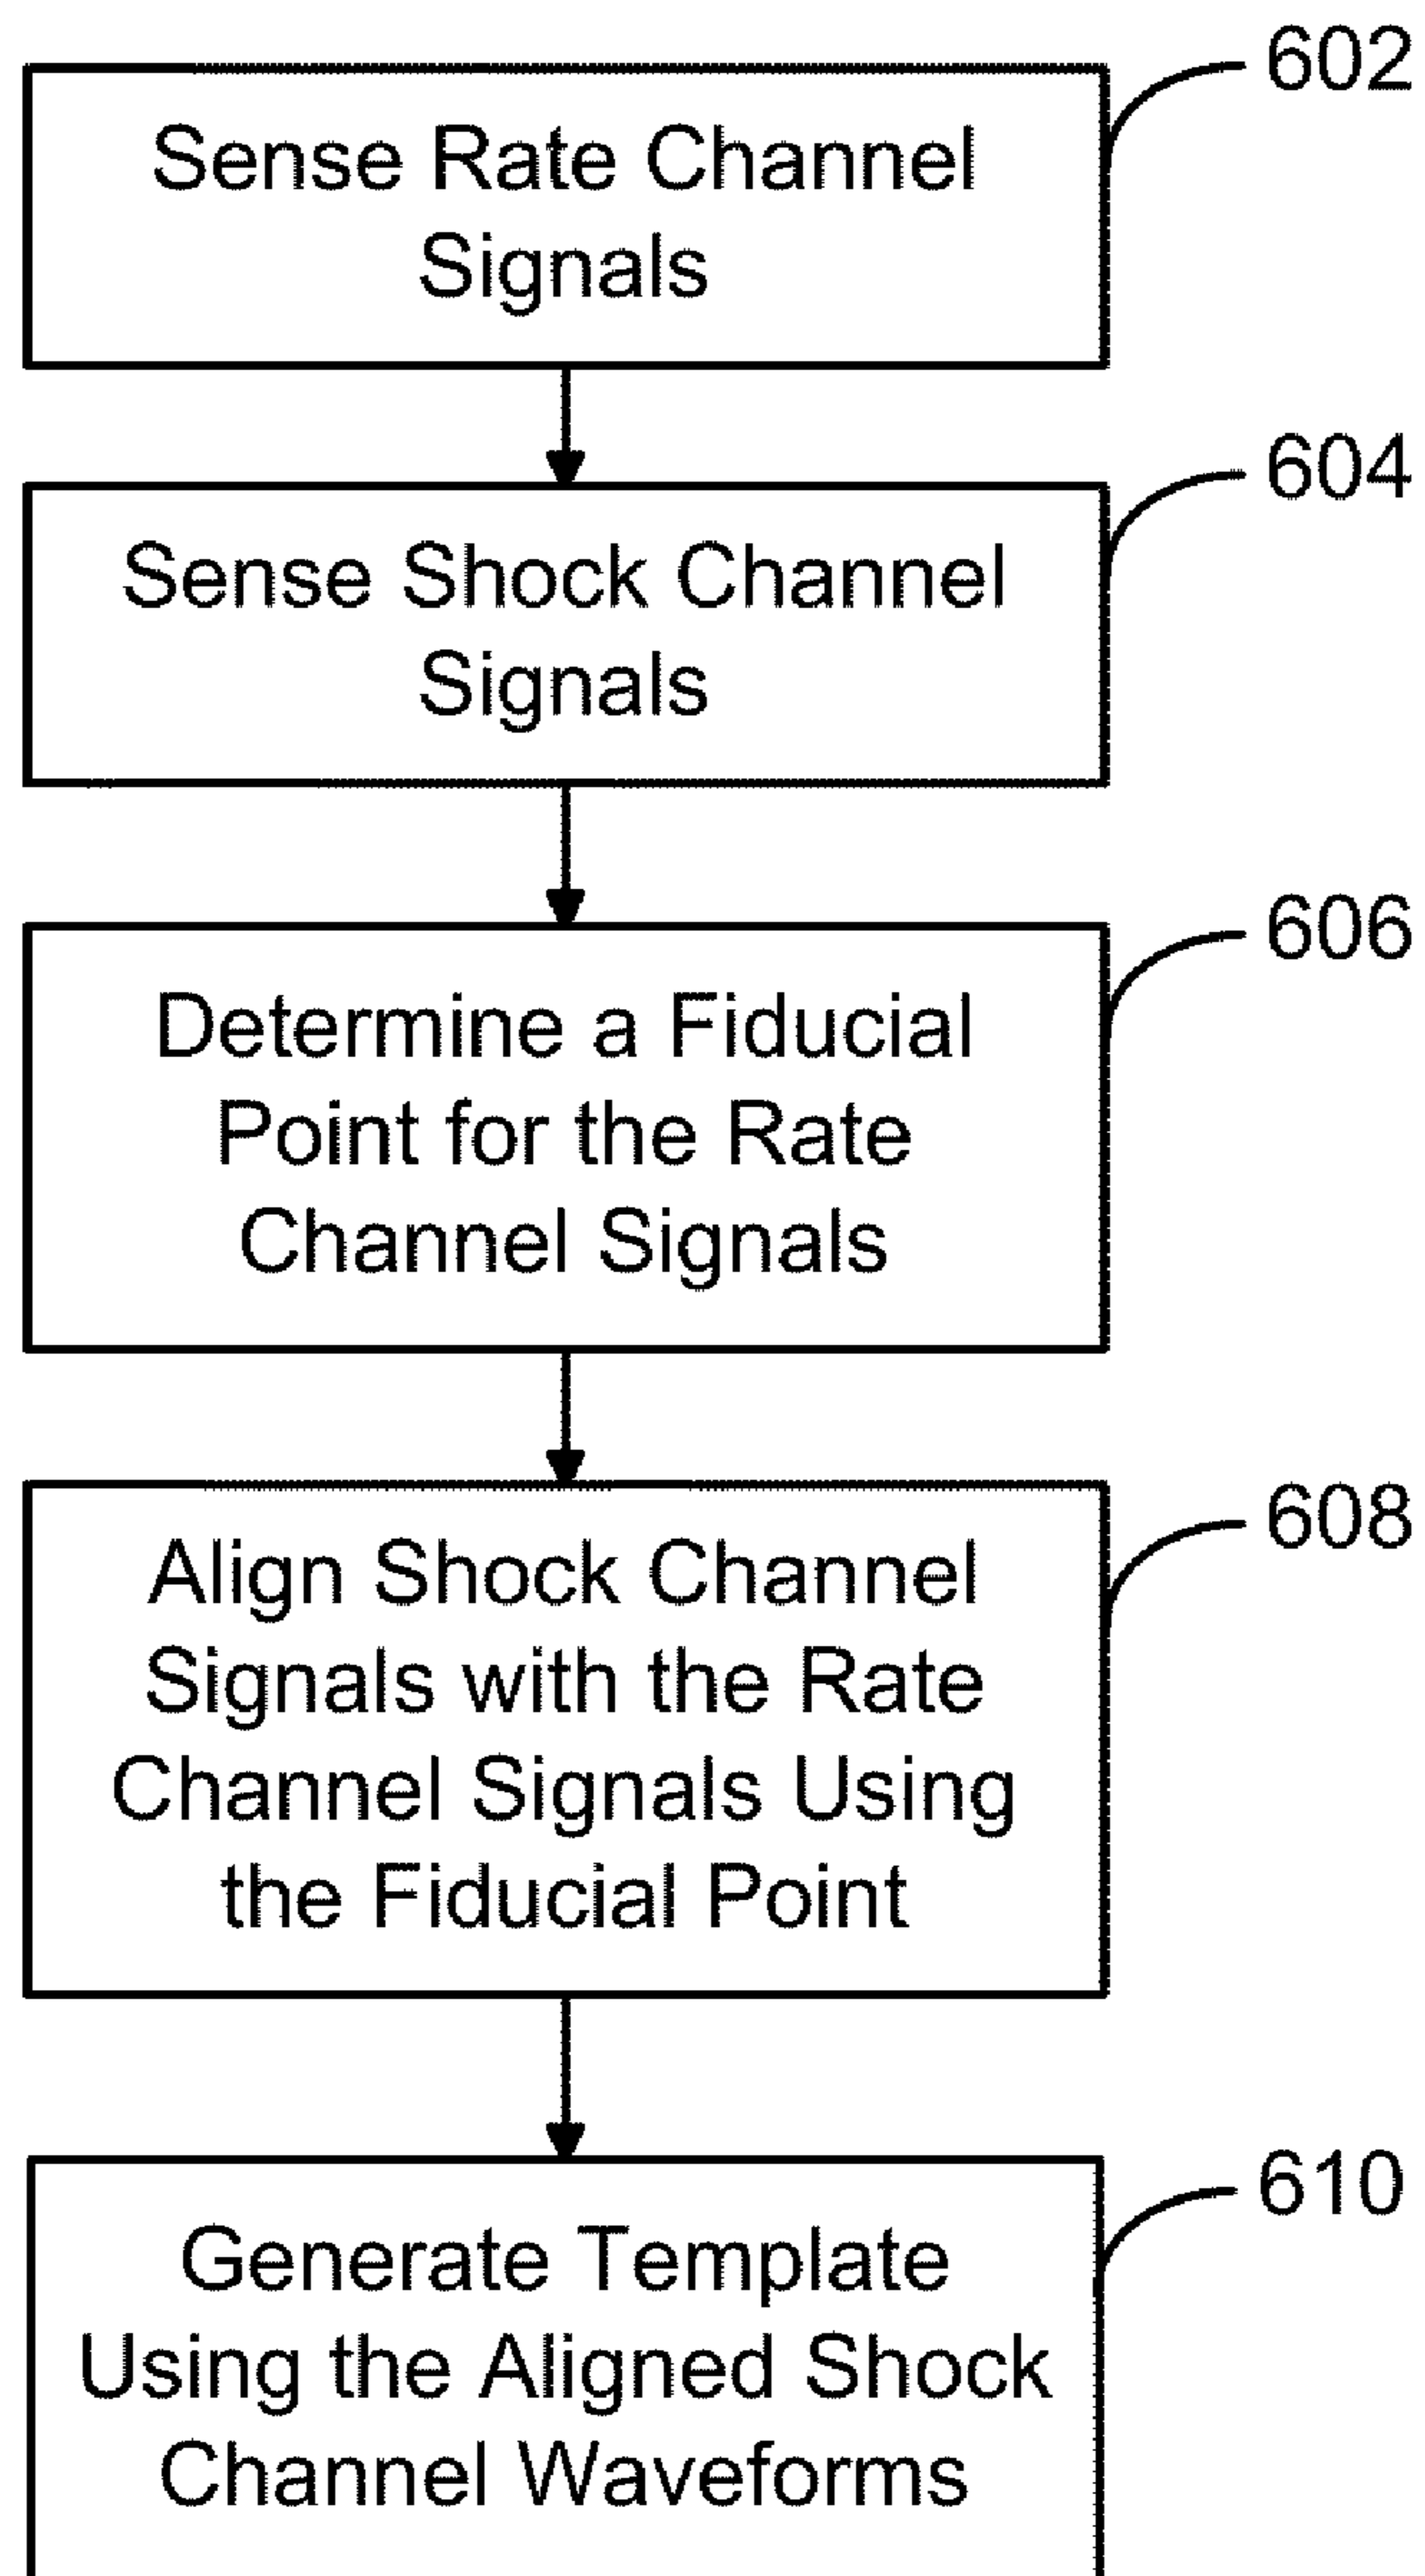 602
Sense Rate Channel
Signals
604
Sense Shock Channel
Signals
606
Determine a Fiducial
Point for the Rate
Channel Signals
608
Align Shock Channel
Signals with the Rate
Channel Signals Using
the Fiducial Point
610
Generate Template
Using the Aligned Shock
Channel Waveforms